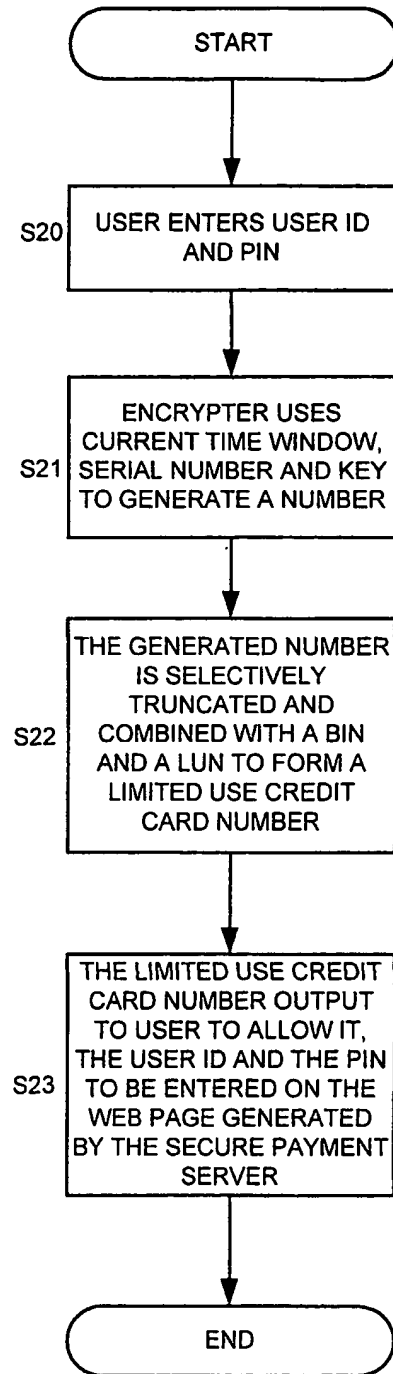 START
S20
USER ENTERS USER ID
AND PIN
S21
ENCRYPTER USES
CURRENT TIME WINDOW,
SERIAL NUMBER AND KEY
TO GENERATE A NUMBER
S22
THE GENERATED NUMBER
IS SELECTIVELY
TRUNCATED AND
COMBINED WITH A BIN
AND A LUN TO FORM A
LIMITED USE CREDIT
CARD NUMBER
S23
THE LIMITED USE CREDIT
CARD NUMBER OUTPUT
TO USER TO ALLOW IT,
THE USER ID AND THE PIN
TO BE ENTERED ON THE
WEB PAGE GENERATED
BY THE SECURE PAYMENT
SERVER
END